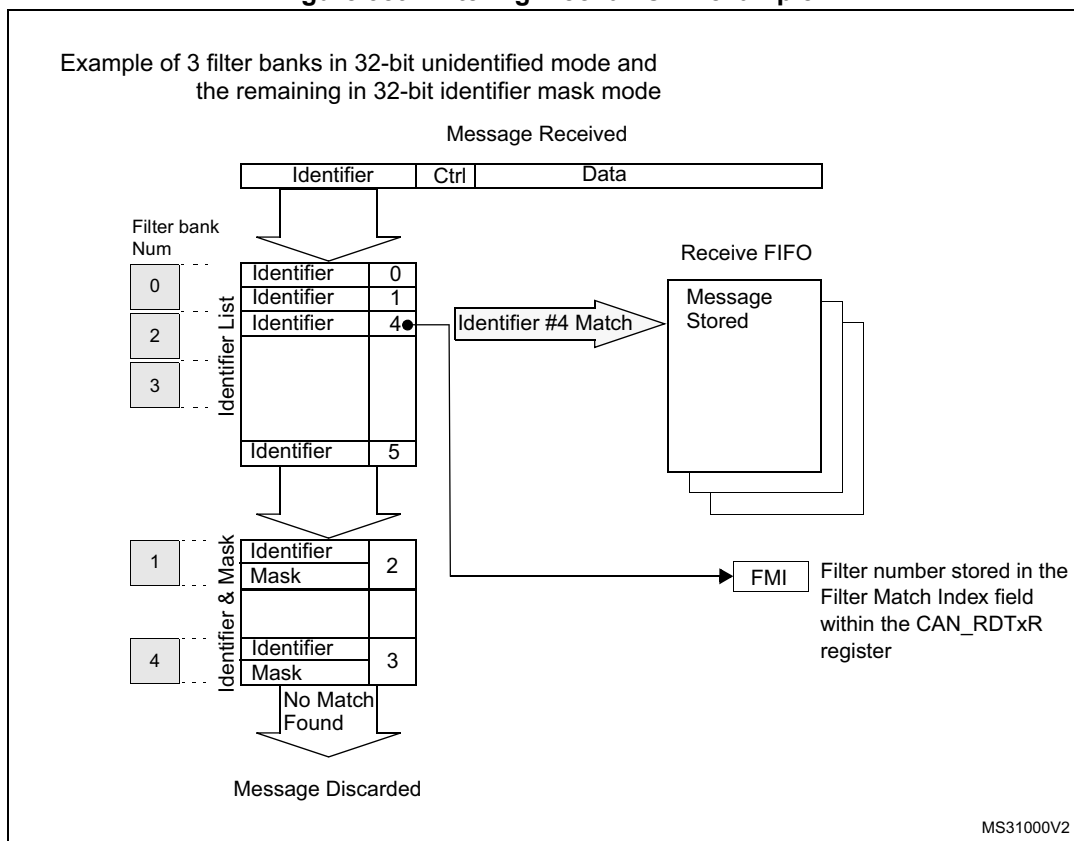 Example of 3 filter banks in 32-bit unidentified mode and
the remaining in 32-bit identifier mask mode
Message Received
Identifier Ctrl Data
Filter bank
Num
Receive FIFO
0
2
3
Identifier List
Identifier 0
Identifier 1
Identifier 4
Identifier 5
Identifier #4 Match
Message
Stored
1
4
Identifier & Mask
Identifier
Mask
2
Identifier
Mask
3
FMI
Filter number stored in the
Filter Match Index field
within the CAN_RDTxR
register
No Match
Found
Message Discarded
MS31000V2